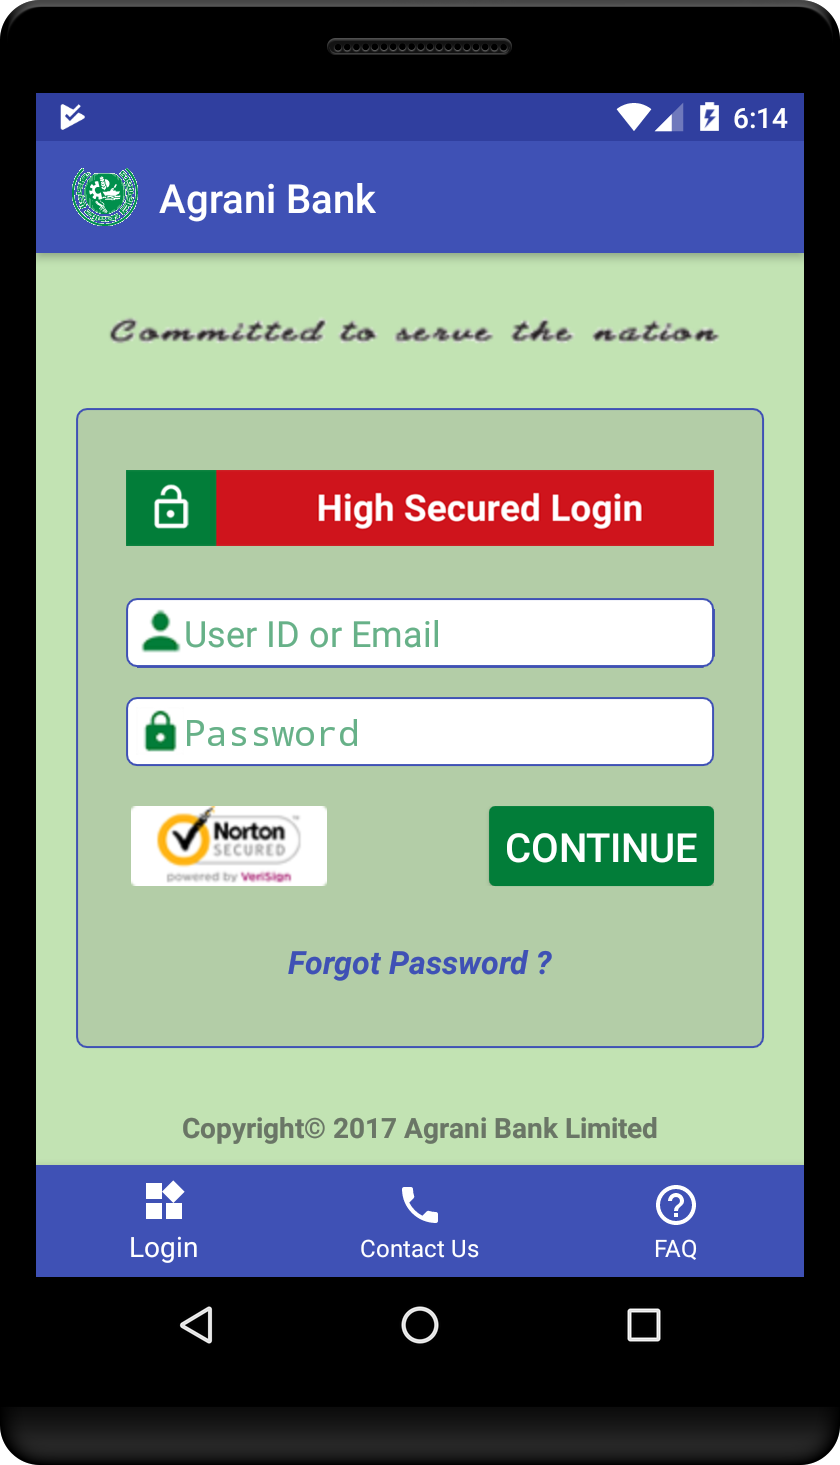 6:14
Agrani Bank
Committed to serve the nation
High Secured Login
User ID or Email
Password
Norton
SECURED
powered by VeriSign
CONTINUE
Forgot Password ?
Copyright© 2017 Agrani Bank Limited
Login
Contact Us
FAQ